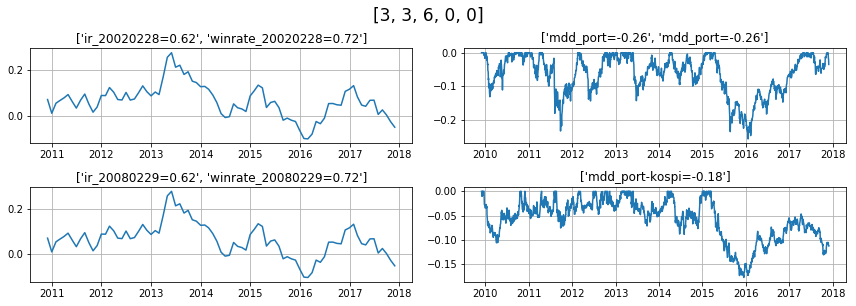 [3, 3, 6, 0, 0]
['ir_20020228=0.62', 'winrate_20020228=0.72']
0.2
0.0
2011 2012 2013 2014 2015 2016 2017 2018
['mdd_port=-0.26', 'mdd_port=-0.26']
0.0
−0.1
−0.2
2010 2011 2012 2013 2014 2015 2016 2017 2018
['ir_20080229=0.62', 'winrate_20080229=0.72']
0.2
0.0
2011 2012 2013 2014 2015 2016 2017 2018
['mdd_port-kospi=-0.18']
0.00
−0.05
−0.10
−0.15
2010 2011 2012 2013 2014 2015 2016 2017 2018